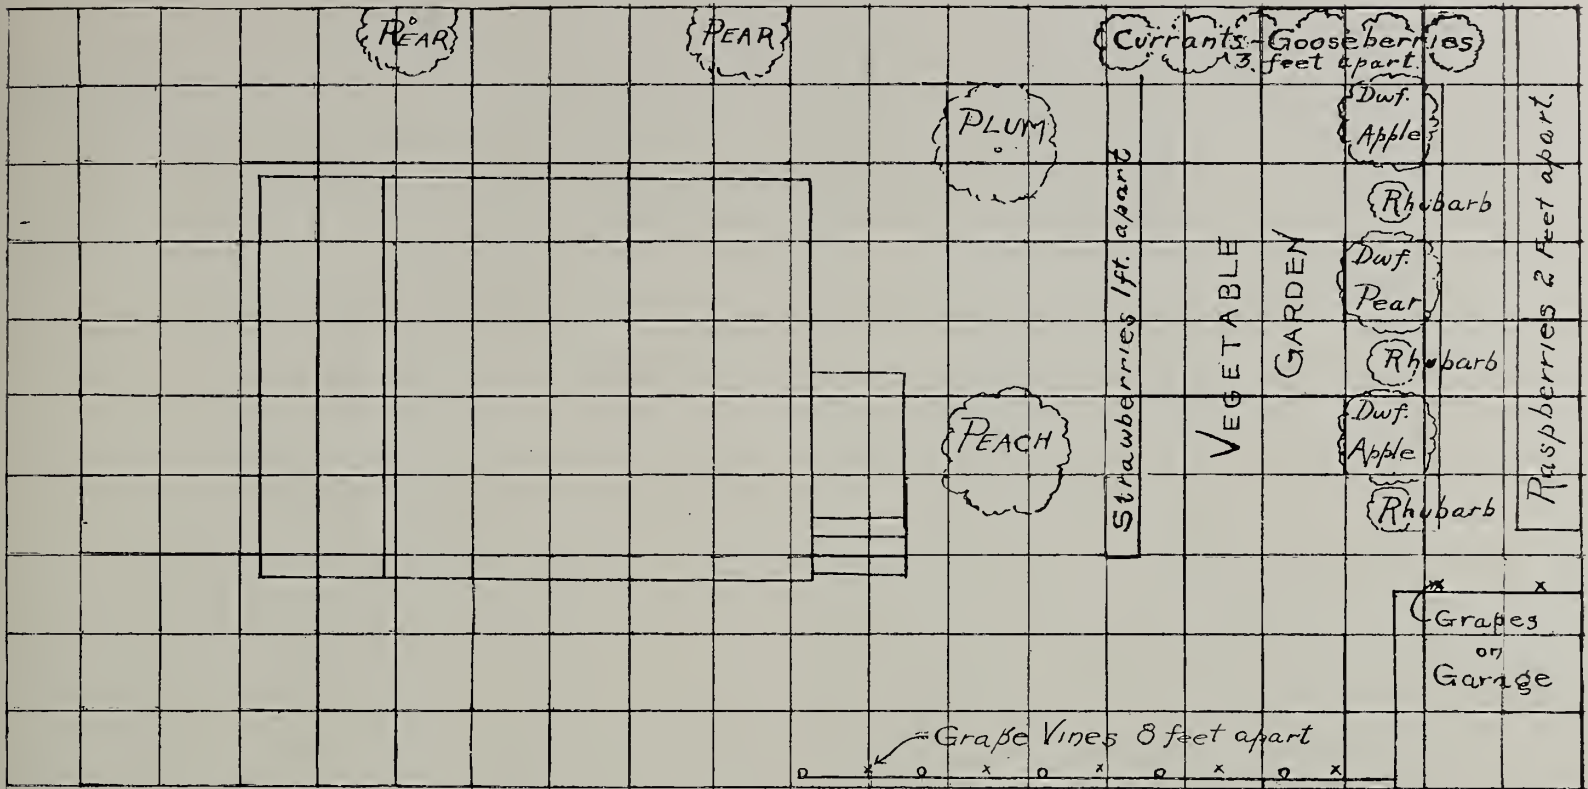 PEAR
PEAR
Currants - Gooseberries
3. feet apart.
PLUM
Dwf.
Apple
Rhubarb
Dwf.
Pear
Rhubarb
Dwf.
Apple
Rhubarb
Raspberries 2 Feet apart.
Strawberries 1ft. apart
VEGETABLE
GARDEN
PEACH
Grapes
on
Garage
Grape Vines 8 feet apart